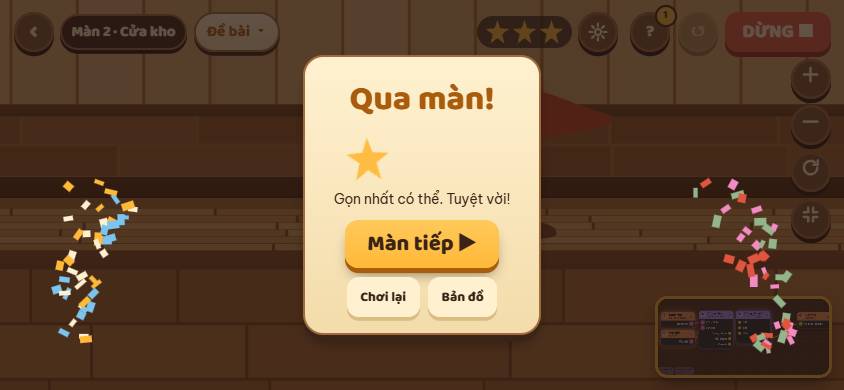 Màn 2 · Cửa kho
Đề bài
1
?
DỪNG
Qua màn!
Gọn nhất có thể. Tuyệt vời!
Màn tiếp
Chơi lại
Bản đồ